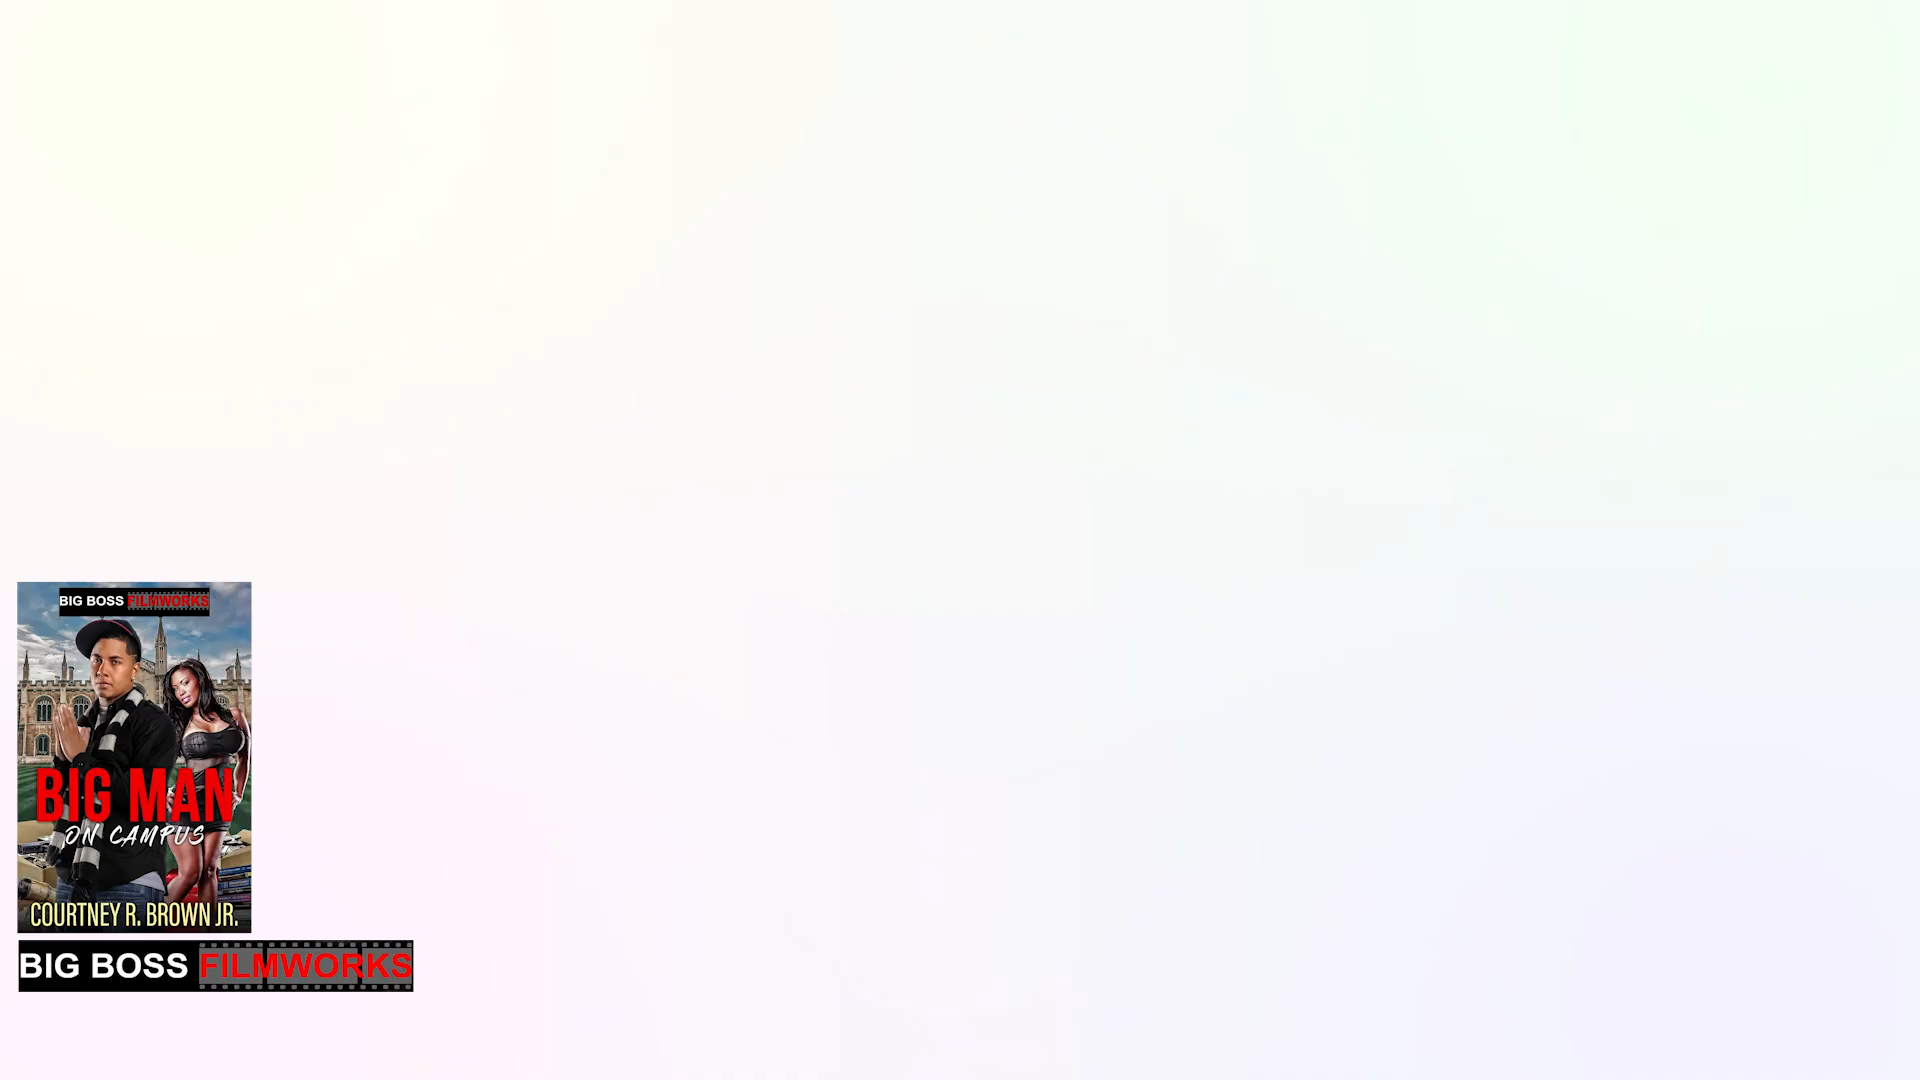 BIG BOSS FILMWORKS
BIG MAN
ON CAMPUS
COURTNEY R. BROWN JR.
BIG BOSS FILMWORKS